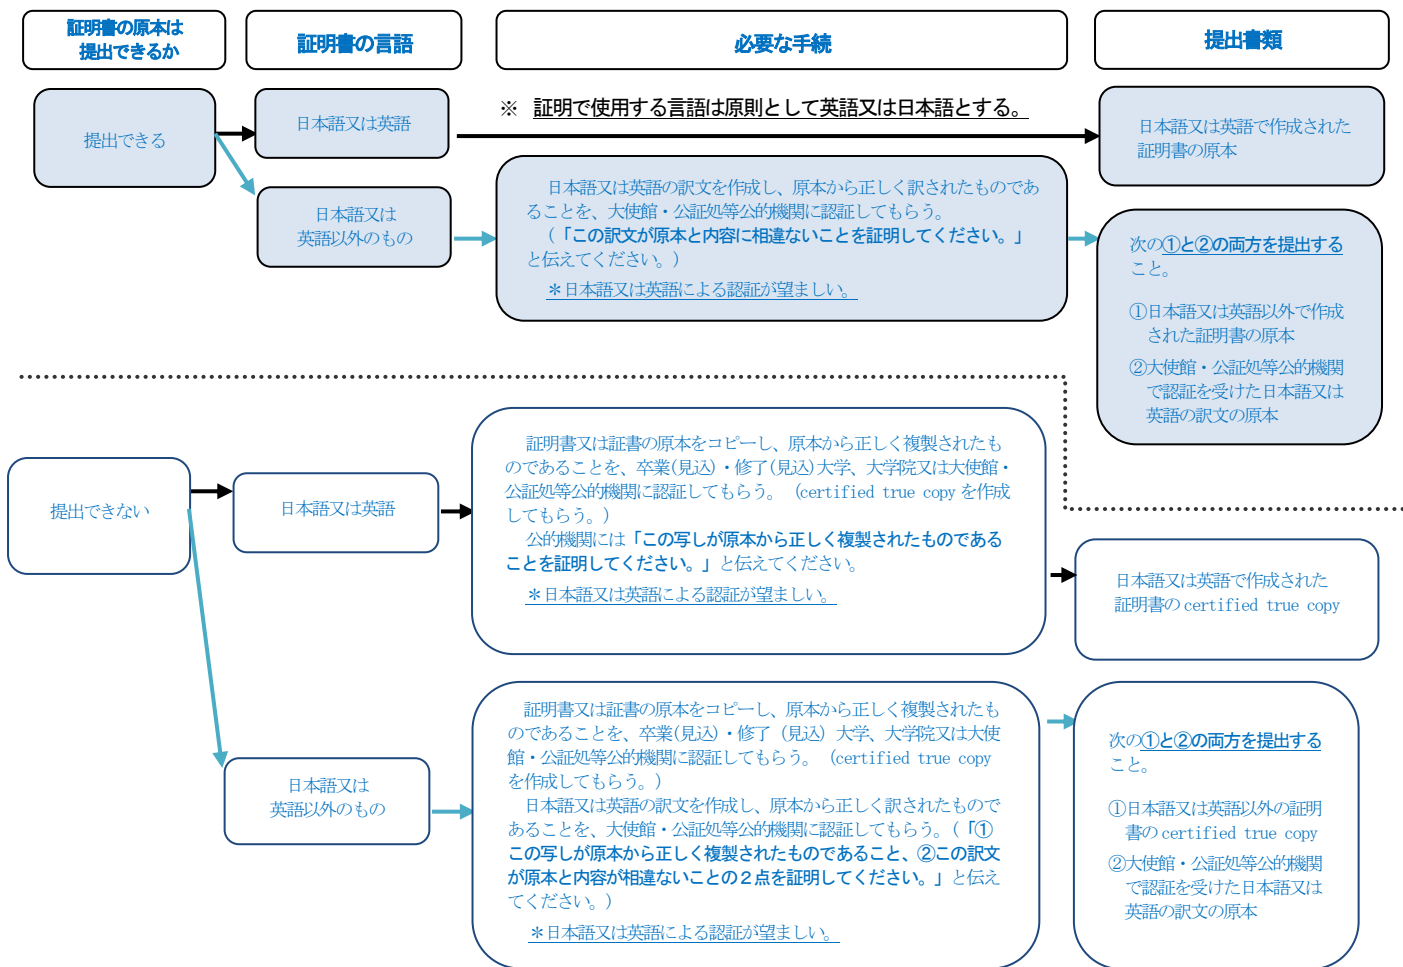 証明書の原本は
提出できるか
証明書の言語
必要な手続
提出書類
提出できる
日本語又は英語
※　証明で使用する言語は原則として英語又は日本語とする。
日本語又は英語で作成された
証明書の原本
日本語又は
英語以外のもの
日本語又は英語の訳文を作成し、原本から正しく訳されたものであ
ることを、大使館・公証処等公的機関に認証してもらう。
（「この訳文が原本と内容に相違ないことを証明してください。」
と伝えてください。）
＊日本語又は英語による認証が望ましい。
次の①と②の両方を提出する
こと。
①日本語又は英語以外で作成
された証明書の原本
②大使館・公証処等公的機関
で認証を受けた日本語又は
英語の訳文の原本
提出できない
日本語又は英語
証明書又は証書の原本をコピーし、原本から正しく複製されたも
のであることを、卒業(見込)・修了(見込)大学、大学院又は大使館・
公証処等公的機関に認証してもらう。（certified true copy を作成
してもらう。）
公的機関には「この写しが原本から正しく複製されたものである
ことを証明してください。」と伝えてください。
＊日本語又は英語による認証が望ましい。
日本語又は英語で作成された
証明書の certified true copy
日本語又は
英語以外のもの
証明書又は証書の原本をコピーし、原本から正しく複製されたも
のであることを、卒業(見込)・修了（見込）大学、大学院又は大使
館・公証処等公的機関に認証してもらう。（certified true copy
を作成してもらう。）
日本語又は英語の訳文を作成し、原本から正しく訳されたもので
あることを、大使館・公証処等公的機関に認証してもらう。（「①
この写しが原本から正しく複製されたものであること、②この訳文
が原本と内容が相違ないことの２点を証明してください。」と伝え
てください。）
＊日本語又は英語による認証が望ましい。
次の①と②の両方を提出する
こと。
①日本語又は英語以外の証明
書の certified true copy
②大使館・公証処等公的機関
で認証を受けた日本語又は
英語の訳文の原本